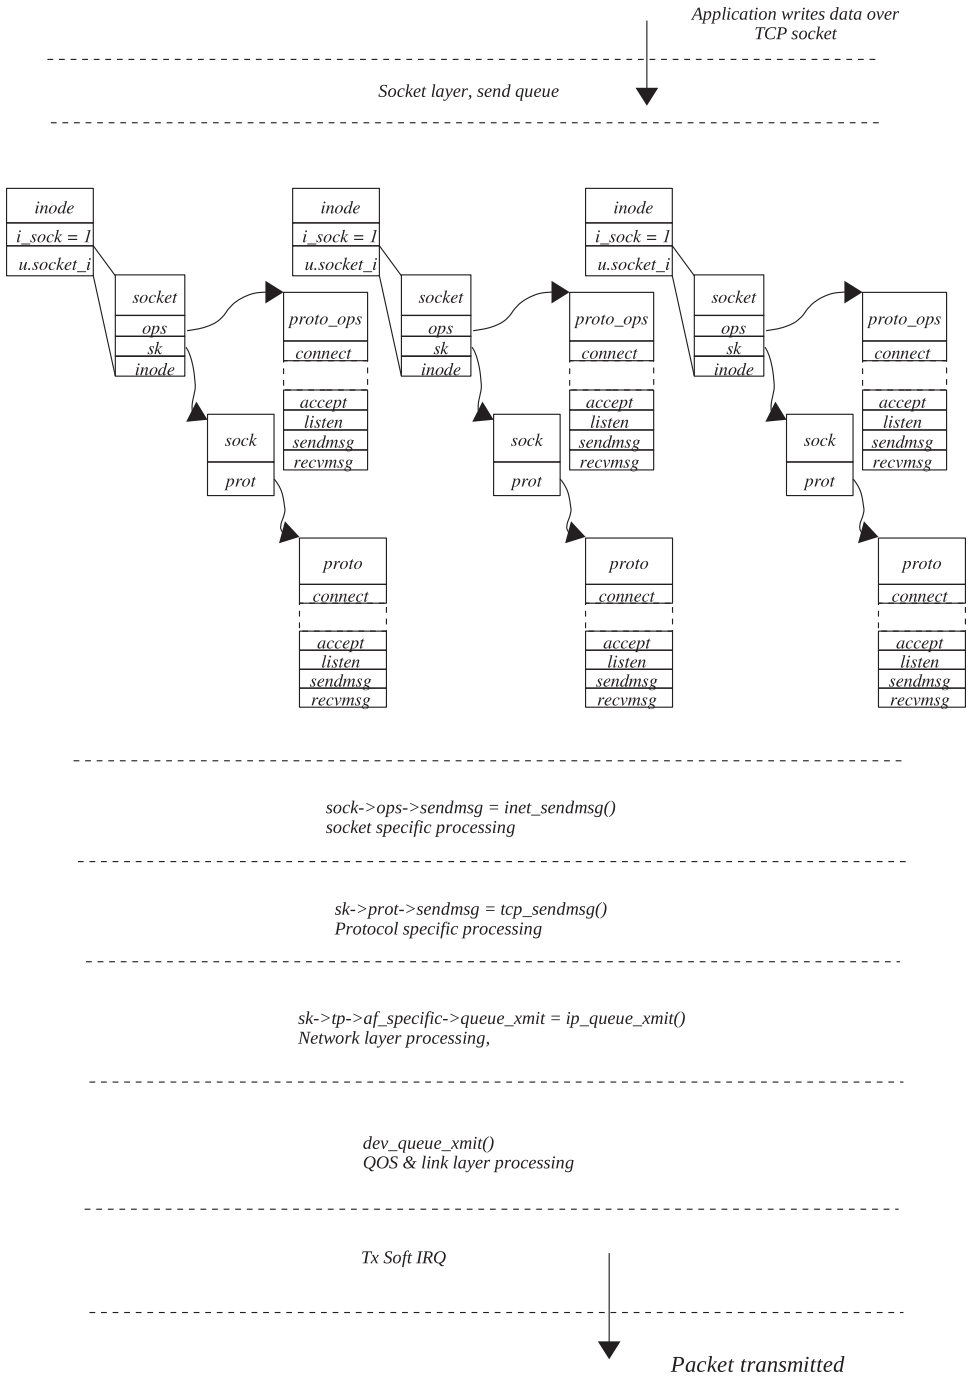 Application writes data over
TCP socket
Socket layer, send queue
inode
i_sock = 1
u.socket_i
socket
ops
sk
inode
proto_ops
connect
accept
listen
sendmsg
recvmsg
sock
prot
proto
connect
accept
listen
sendmsg
recvmsg
inode
i_sock = 1
u.socket_i
socket
ops
sk
inode
proto_ops
connect
accept
listen
sendmsg
recvmsg
sock
prot
proto
connect
accept
listen
sendmsg
recvmsg
inode
i_sock = 1
u.socket_i
socket
ops
sk
inode
proto_ops
connect
accept
listen
sendmsg
recvmsg
sock
prot
proto
connect
accept
listen
sendmsg
recvmsg
sock->ops->sendmsg = inet_sendmsg()
socket specific processing
sk->prot->sendmsg = tcp_sendmsg()
Protocol specific processing
sk->tp->af_specific->queue_xmit = ip_queue_xmit()
Network layer processing,
dev_queue_xmit()
QOS & link layer processing
Tx Soft IRQ
Packet transmitted